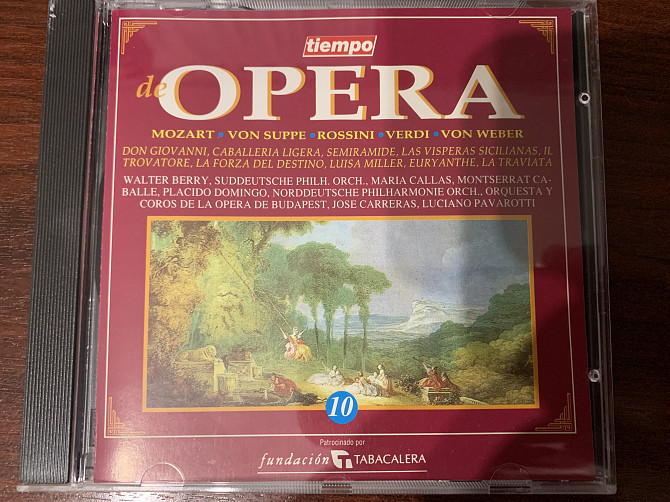 tiempo
de OPERA
MOZART • VON SUPPE • ROSSINI • VERDI • VON WEBER
DON GIOVANNI, CABALLERIA LIGERA, SEMIRAMIDE, LAS VISPERAS SICILIANAS, IL
TROVATORE, LA FORZA DEL DESTINO, LUISA MILLER, EURYANTHE, LA TRAVIATA
WALTER BERRY, SUDDEUTSCHE PHILH. ORCH., MARIA CALLAS, MONTSERRAT CA-
BALLE, PLACIDO DOMINGO, NORDDEUTSCHE PHILHARMONIE ORCH., ORQUESTA Y
COROS DE LA OPERA DE BUDAPEST, JOSE CARRERAS, LUCIANO PAVAROTTI
10
Patrocinado por
fundación TABACALERA